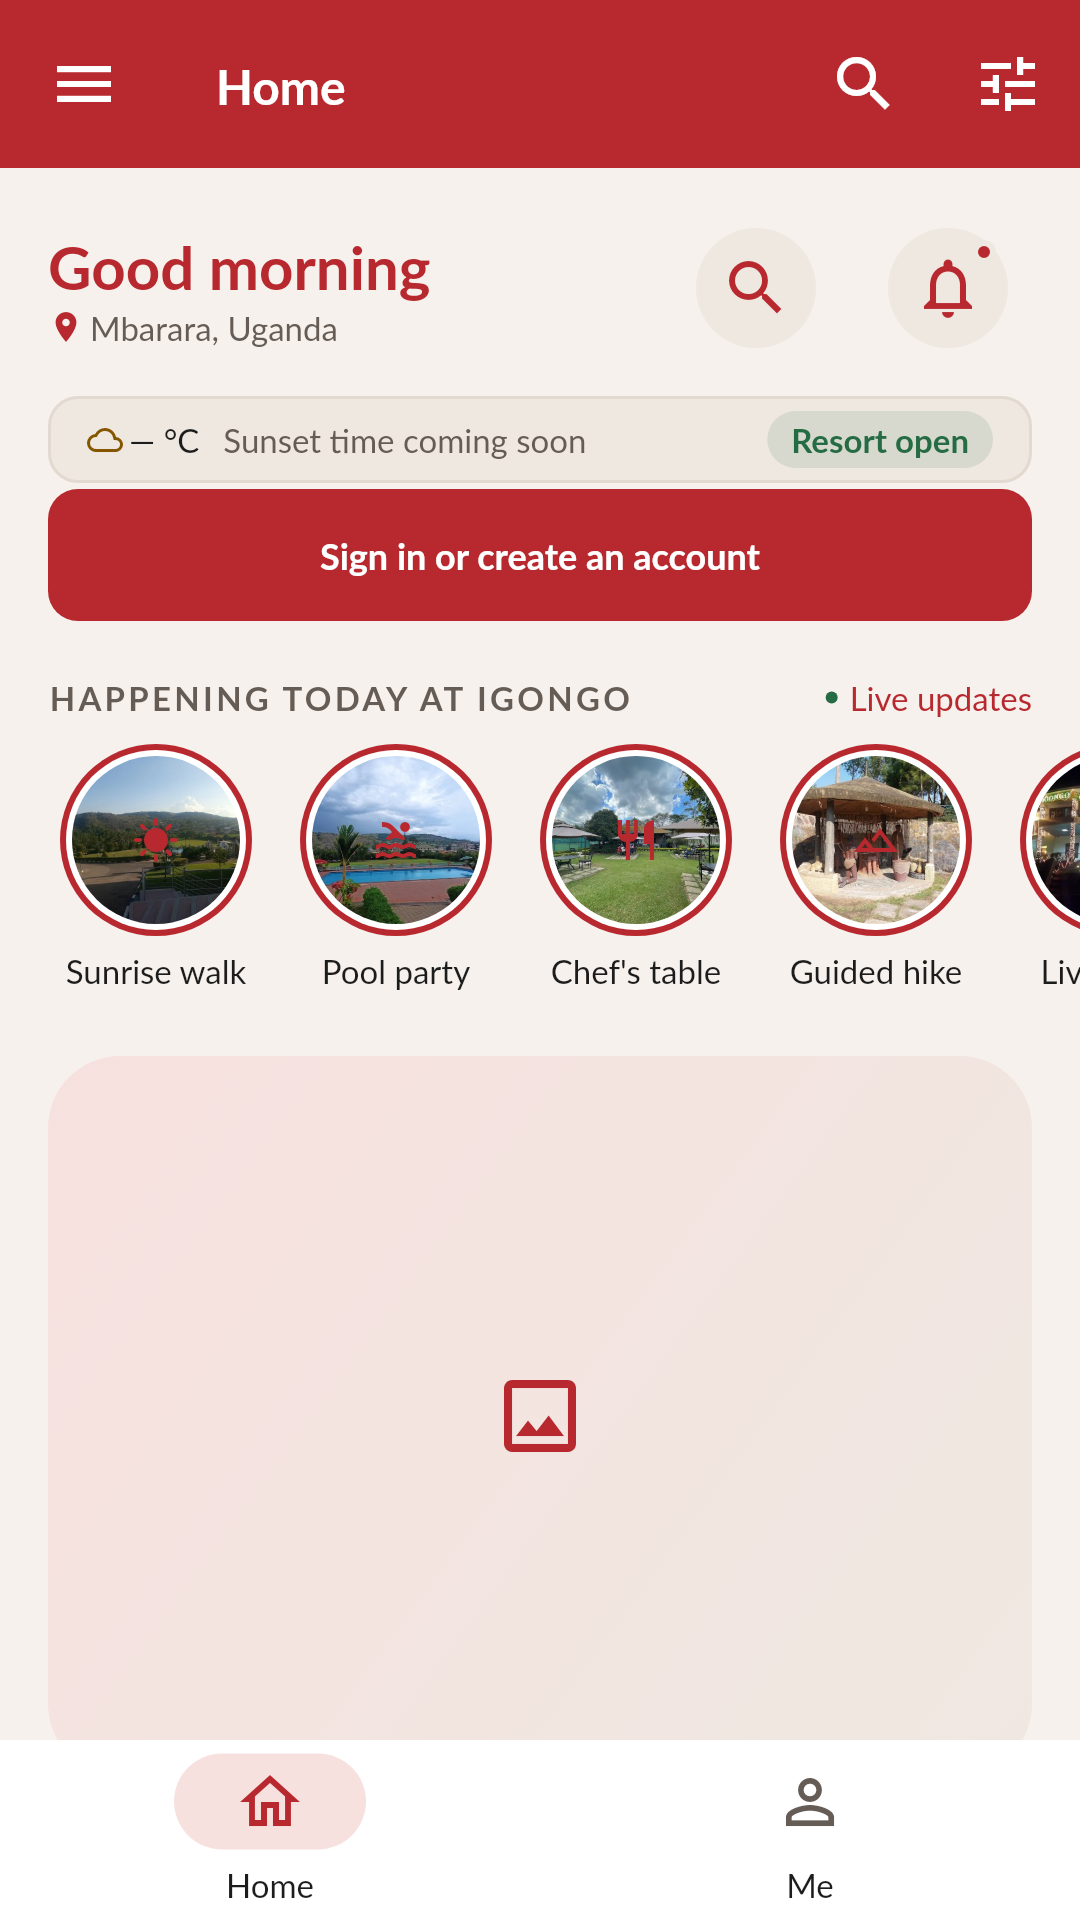 Home
Good morning
Mbarara, Uganda
— °C Sunset time coming soon
Resort open
Sign in or create an account
HAPPENING TODAY AT IGONGO
• Live updates
Sunrise walk
Pool party
Chef's table
Guided hike
Liv
Home
Me